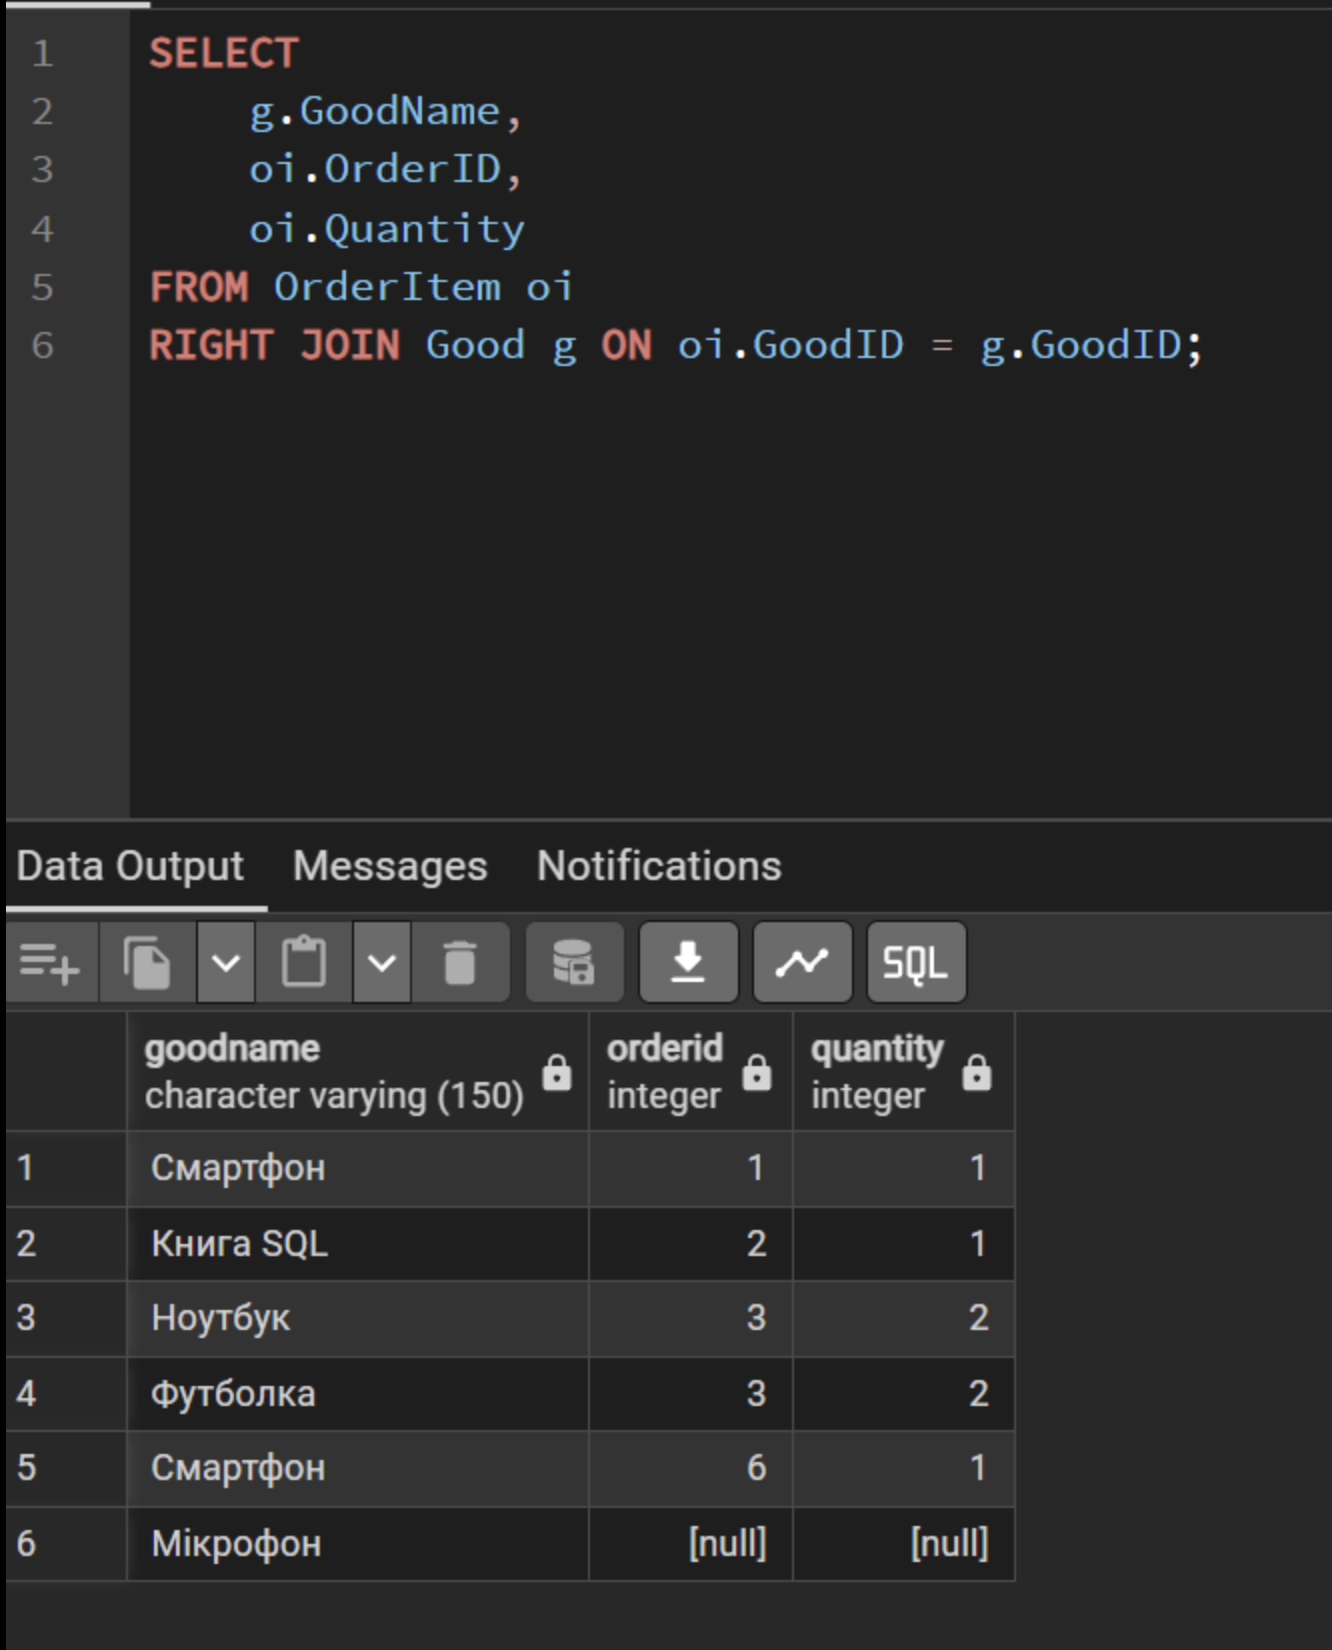 1 SELECT
2 g.GoodName,
3 oi.OrderID,
4 oi.Quantity
5 FROM OrderItem oi
6 RIGHT JOIN Good g ON oi.GoodID = g.GoodID;
Data Output Messages Notifications
SQL
goodname orderid quantity
character varying (150) integer integer
1 Смартфон 1 1
2 Книга SQL 2 1
3 Ноутбук 3 2
4 Футболка 3 2
5 Смартфон 6 1
6 Мікрофон [null] [null]